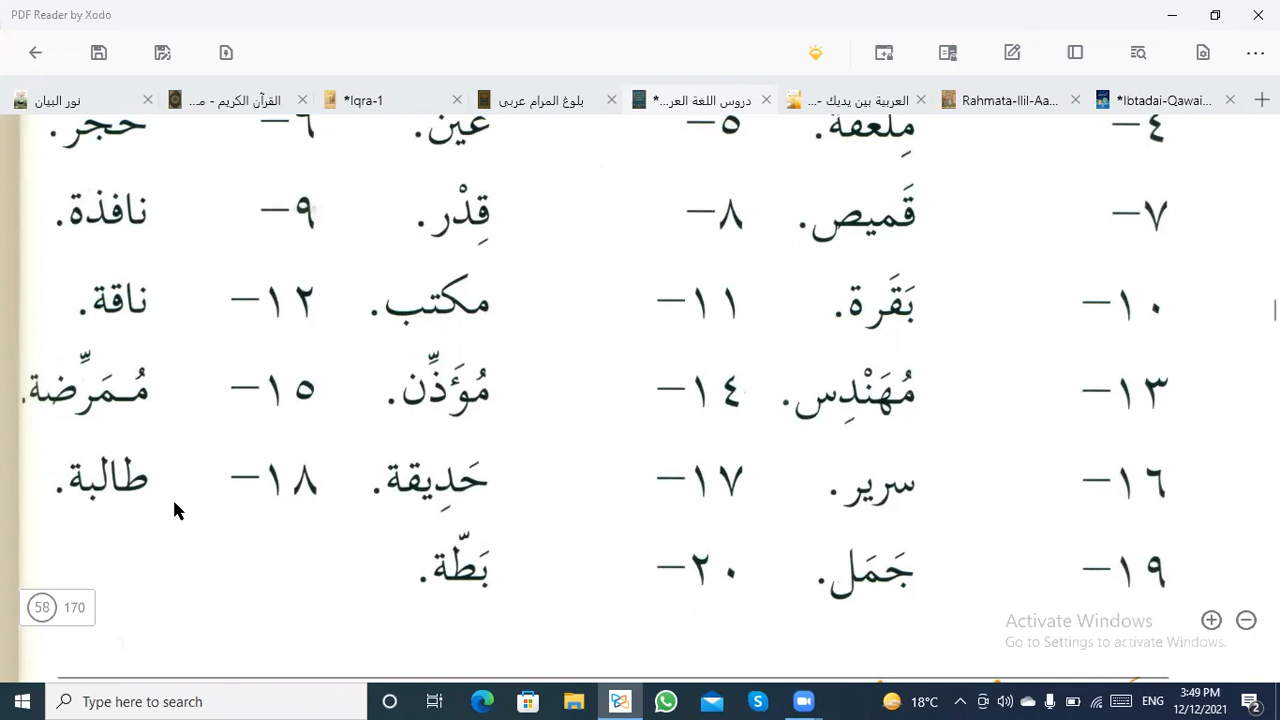 PDF Reader by Xodo
نور البيان
القرآن الكريم - م...
*Iqra-1
بلوغ المرام عربى
دروس اللغة العر...*
العربية بين يديك -...
Rahmata-Ilil-Aa...
*Ibtadai-Qawai...
٤- مِلعقة. ٥- عين. ٦- حجر.
٧- قَميص. ٨- قِدْر. ٩- نافذة.
١٠- بَقَرة. ١١- مكتب. ١٢- ناقة.
١٣- مُهَنْدِس. ١٤- مُؤَذِّن. ١٥- مُـمَرِّضة.
١٦- سرير. ١٧- حَدِيقة. ١٨- طالبة.
١٩- جَمَل. ٢٠- بَطّة.
58 170
Activate Windows
Go to Settings to activate Windows.
Type here to search
18°C
ENG
3:49 PM
12/12/2021
2